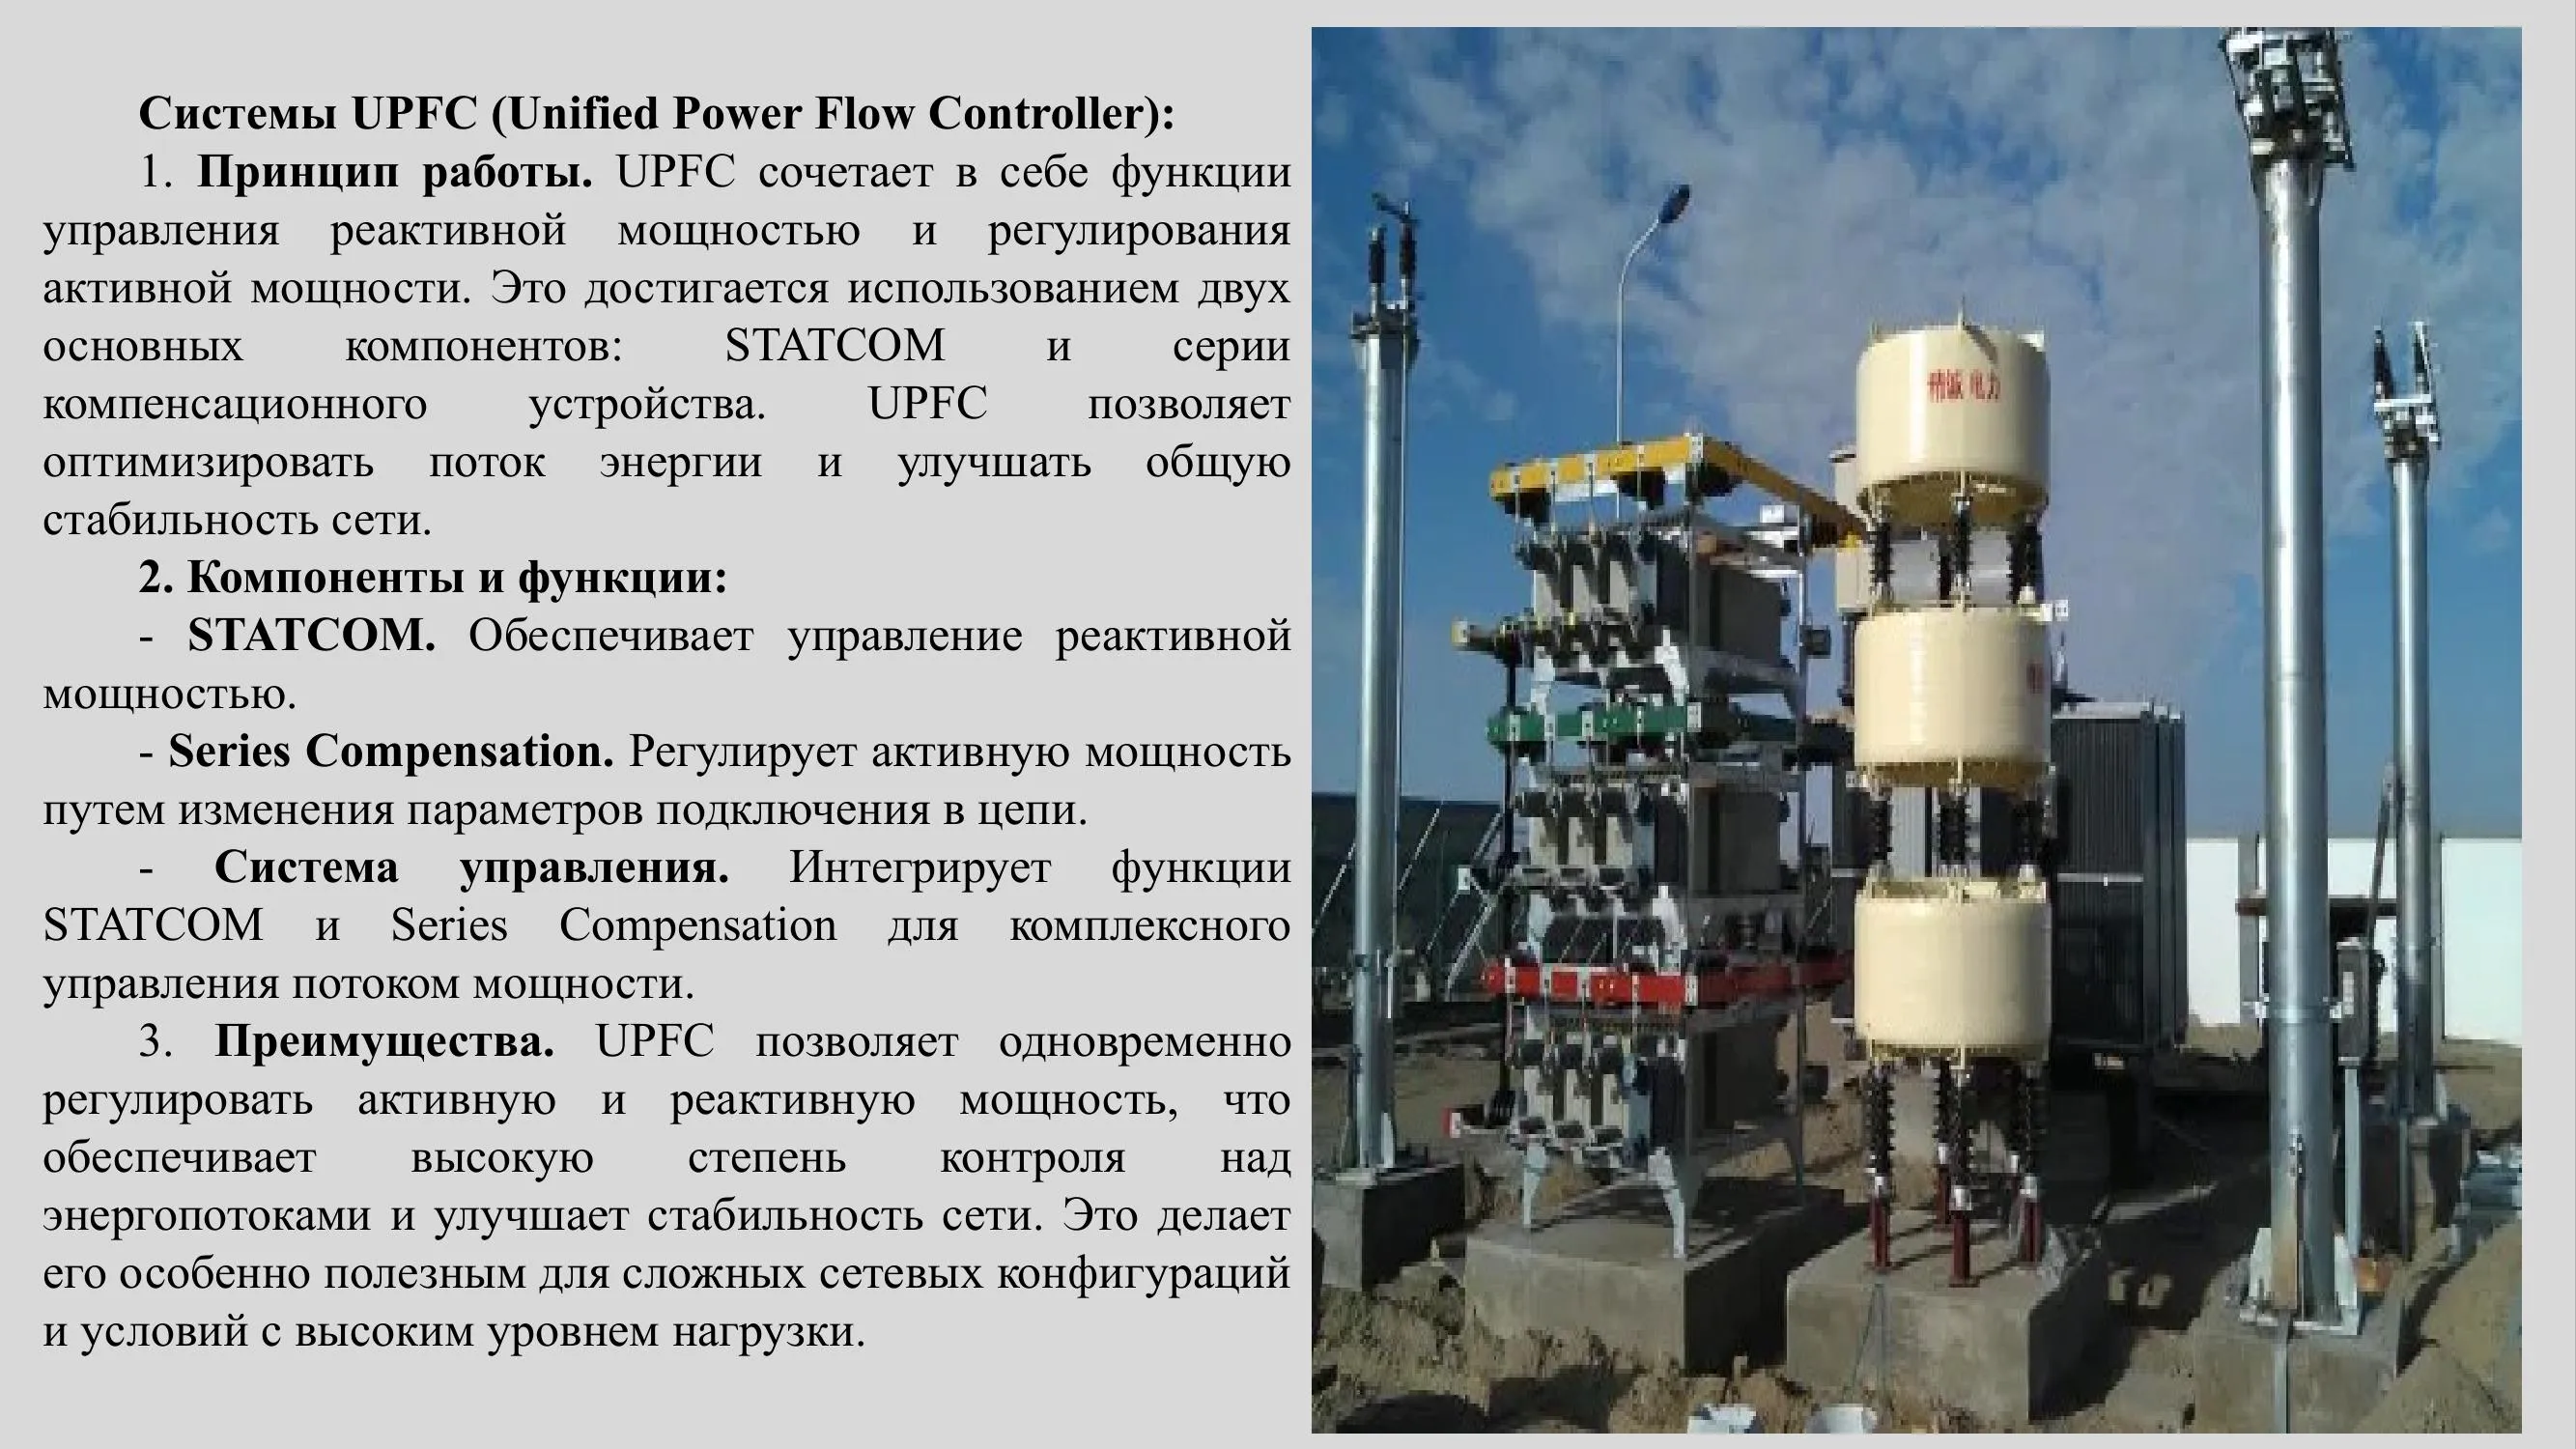 Системы UPFC (Unified Power Flow Controller):
1. Принцип работы. UPFC сочетает в себе функции
управления реактивной мощностью и регулирования
активной мощности. Это достигается использованием двух
основных компонентов: STATCOM и серии
компенсационного устройства. UPFC позволяет
оптимизировать поток энергии и улучшать общую
стабильность сети.
2. Компоненты и функции:
- STATCOM. Обеспечивает управление реактивной
мощностью.
- Series Compensation. Регулирует активную мощность
путем изменения параметров подключения в цепи.
- Система управления. Интегрирует функции
STATCOM и Series Compensation для комплексного
управления потоком мощности.
3. Преимущества. UPFC позволяет одновременно
регулировать активную и реактивную мощность, что
обеспечивает высокую степень контроля над
энергопотоками и улучшает стабильность сети. Это делает
его особенно полезным для сложных сетевых конфигураций
и условий с высоким уровнем нагрузки.
电力